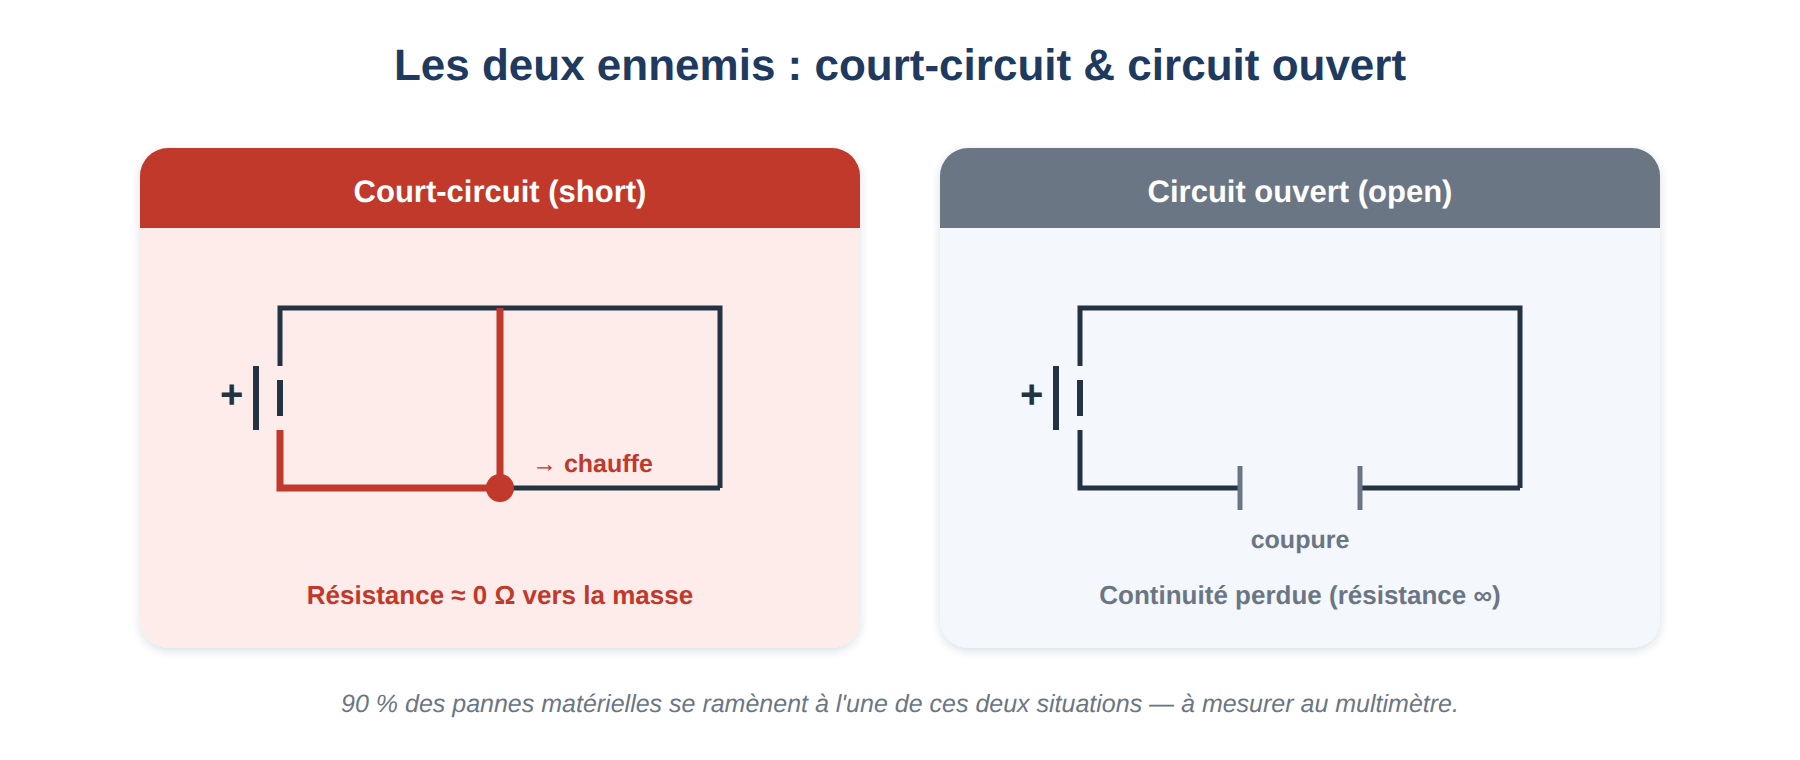 Les deux ennemis : court-circuit & circuit ouvert
Court-circuit (short)
+
→ chauffe
Résistance ≈ 0 Ω vers la masse
Circuit ouvert (open)
+
coupure
Continuité perdue (résistance ∞)
90 % des pannes matérielles se ramènent à l'une de ces deux situations — à mesurer au multimètre.